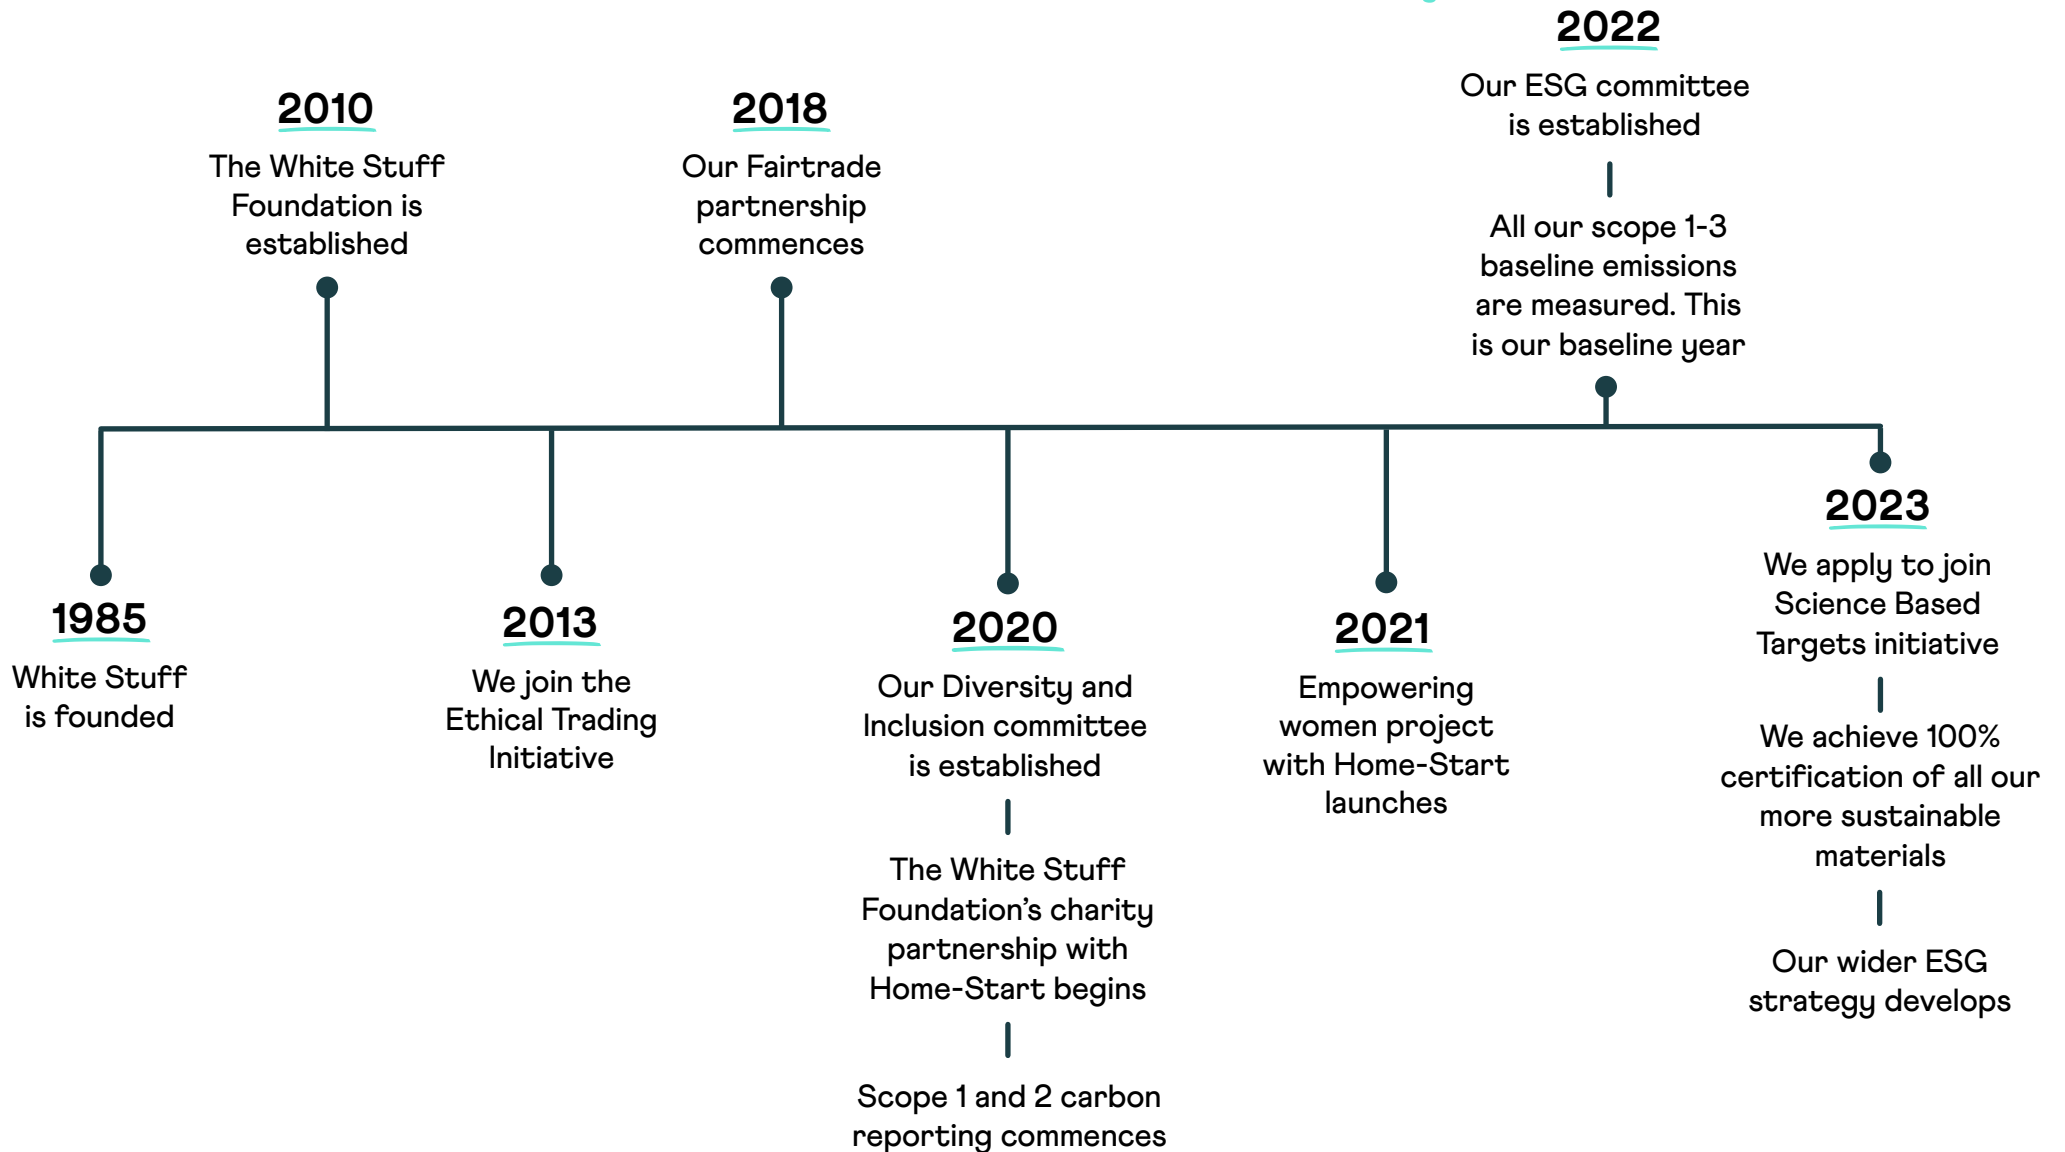 1985
White Stuff
is founded
2010
The White Stuff
Foundation is
established
2013
We join the
Ethical Trading
Initiative
2018
Our Fairtrade
partnership
commences
2020
Our Diversity and
Inclusion committee
is established
The White Stuff
Foundation’s charity
partnership with
Home-Start begins
Scope 1 and 2 carbon
reporting commences
2021
Empowering
women project
with Home-Start
launches
2022
Our ESG committee
is established
All our scope 1-3
baseline emissions
are measured. This
is our baseline year
2023
We apply to join
Science Based
Targets initiative
We achieve 100%
certification of all our
more sustainable
materials
Our wider ESG
strategy develops